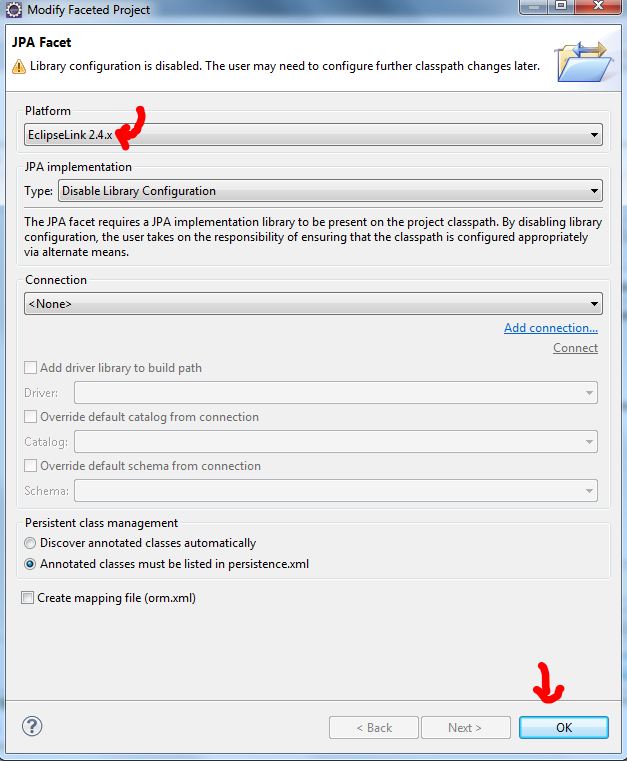 Modify Faceted Project
JPA Facet
Library configuration is disabled. The user may need to configure further classpath changes later.
Platform
EclipseLink 2.4.x
JPA implementation
Type: Disable Library Configuration
The JPA facet requires a JPA implementation library to be present on the project classpath. By disabling library
configuration, the user takes on the responsibility of ensuring that the classpath is configured appropriately
via alternate means.
Connection
<None>
Add connection...
Connect
Add driver library to build path
Driver:
Override default catalog from connection
Catalog:
Override default schema from connection
Schema:
Persistent class management
Discover annotated classes automatically
Annotated classes must be listed in persistence.xml
Create mapping file (orm.xml)
? < Back Next > OK